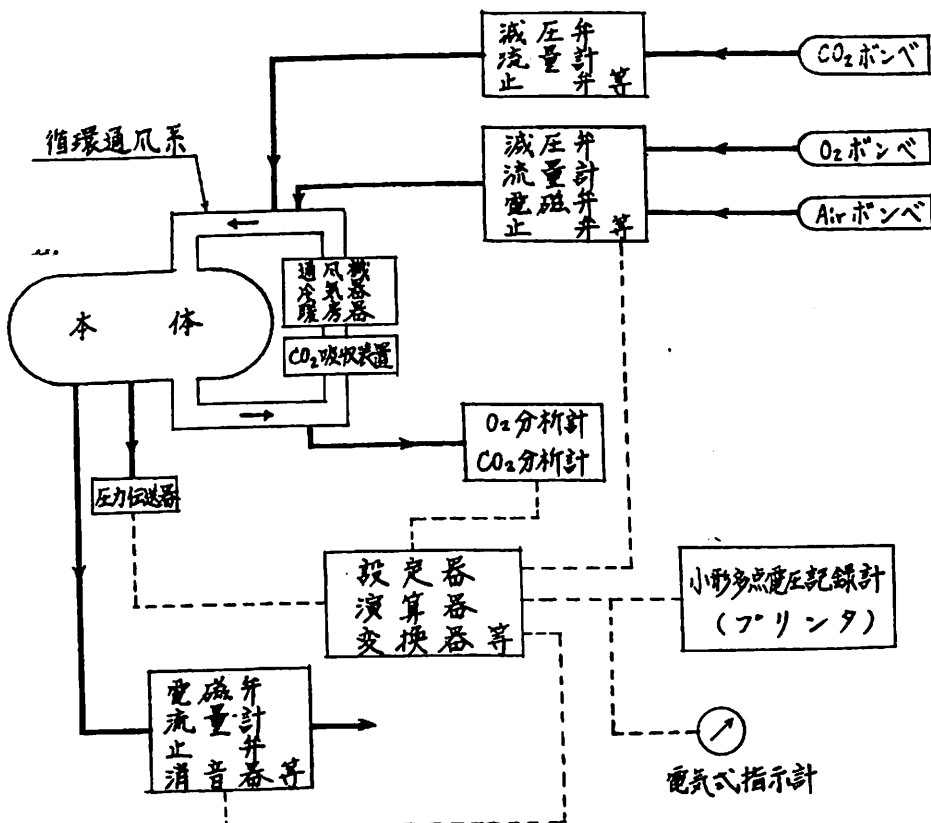 減圧弁
流量計
止弁等
CO₂ボンベ
循環通風系
減圧弁
流量計
電磁弁
止弁等
O₂ボンベ
Airボンベ
通風機
冷気器
暖房器
CO₂吸収装置
本体
O₂分析計
CO₂分析計
圧力伝送器
設定器
演算器
変換器等
小形多点電圧記録計
(プリンタ)
電磁弁
流量計
止弁
消音器等
電気式指示計